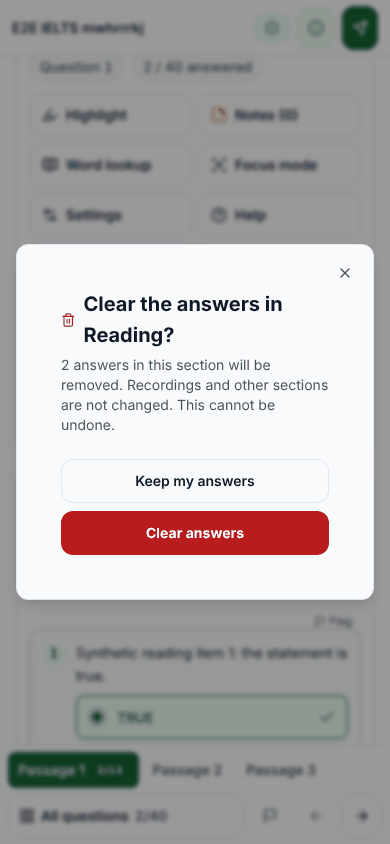 E2E IELTS mwhrrrkj
Question 1
2 / 40 answered
Highlight
Notes (0)
Word lookup
Focus mode
Settings
Help
Clear the answers in
Reading?
2 answers in this section will be
removed. Recordings and other sections
are not changed. This cannot be
undone.
Keep my answers
Clear answers
Flag
1 Synthetic reading item 1: the statement is
true.
TRUE
Passage 1
Passage 2
Passage 3
All questions 2/40